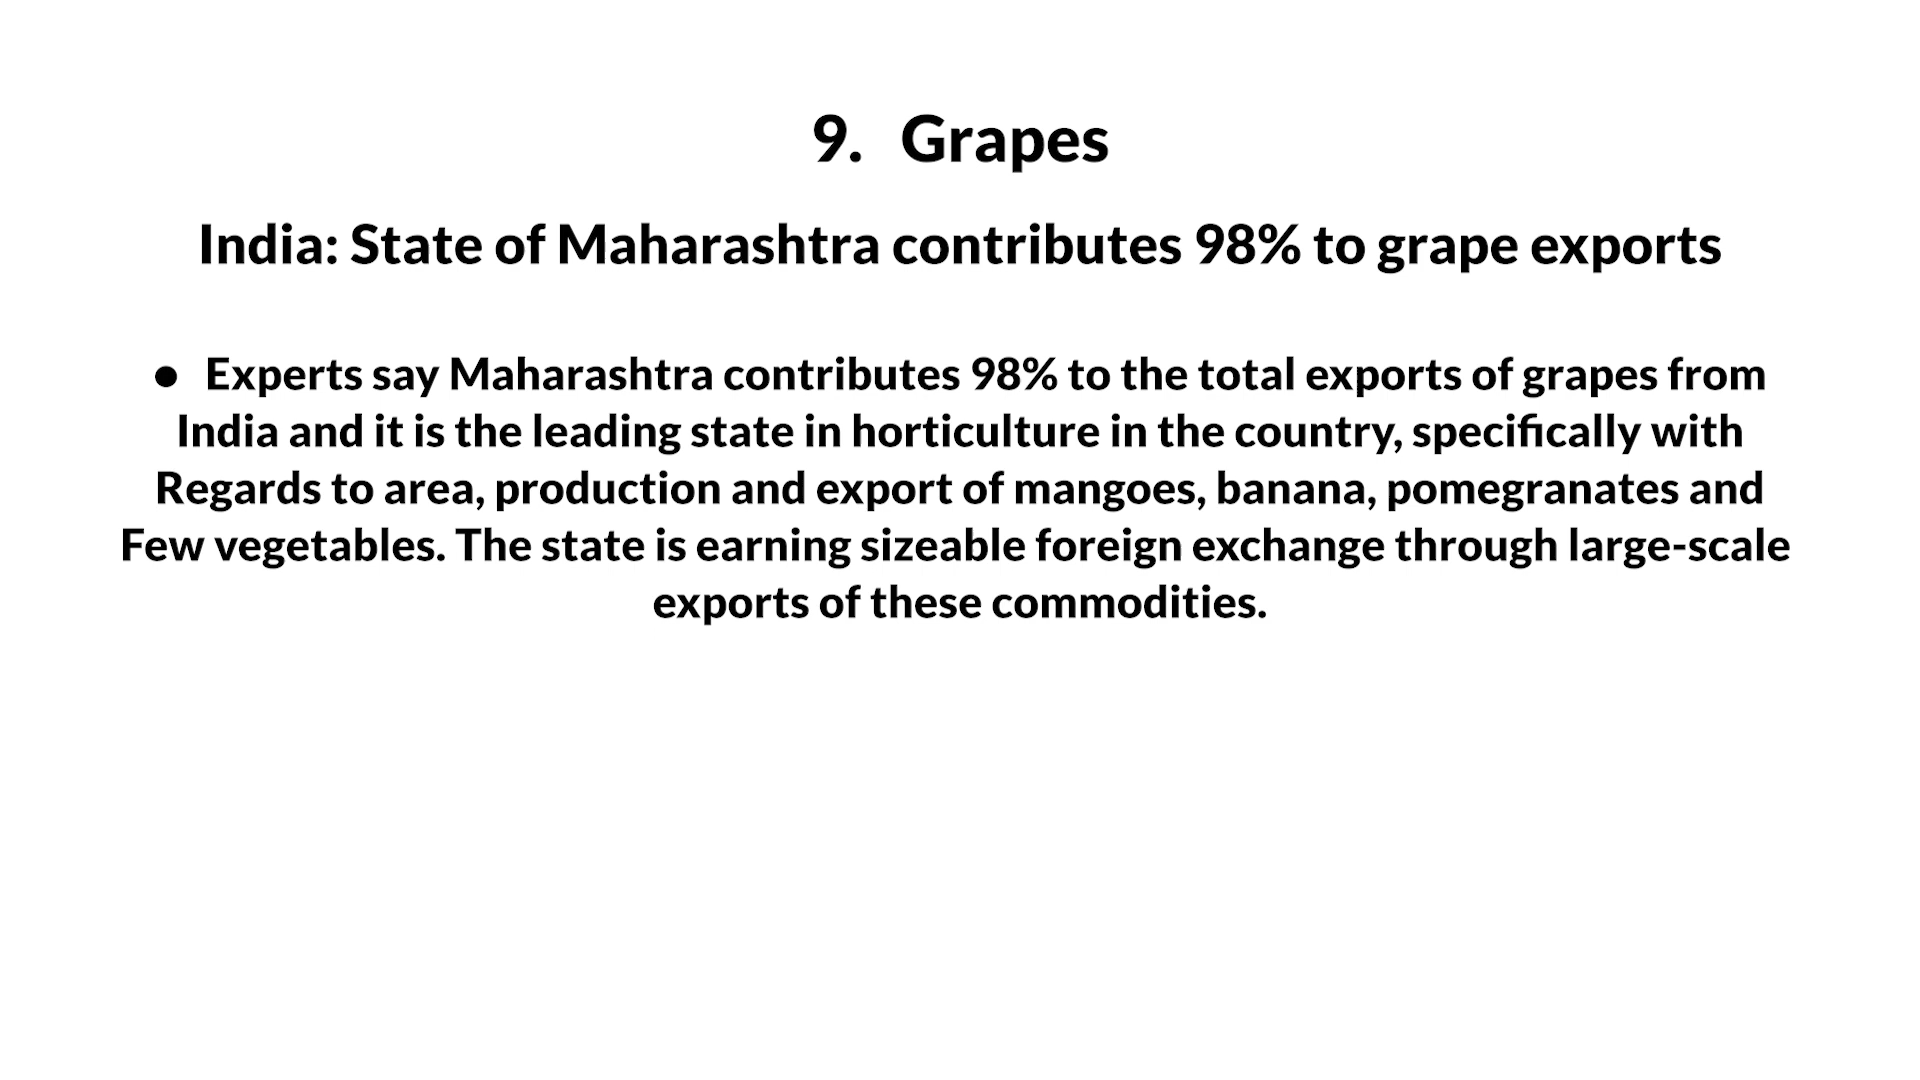 9. Grapes
India: State of Maharashtra contributes 98% to grape exports
● Experts say Maharashtra contributes 98% to the total exports of grapes from
India and it is the leading state in horticulture in the country, specifically with
Regards to area, production and export of mangoes, banana, pomegranates and
Few vegetables. The state is earning sizeable foreign exchange through large-scale
exports of these commodities.